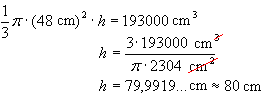 1/3 π·(48 cm)² · h = 193000 cm³
h = 3·193000 cm³ / π·2304 cm²
h = 79,9919... cm ≈ 80 cm